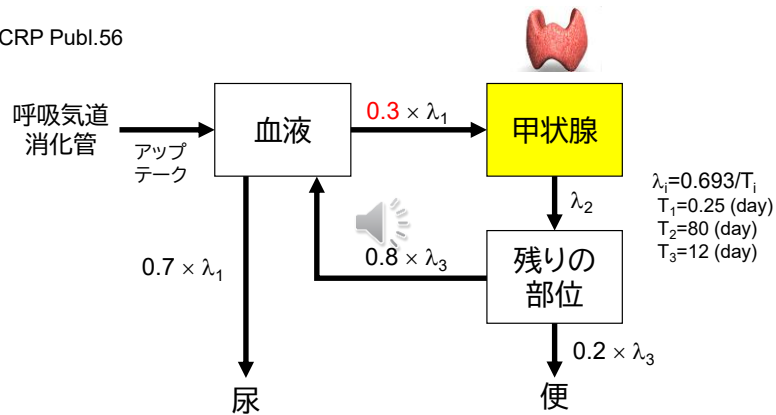 CRP Publ.56
呼吸気道
消化管
アップ
テーク
血液
0.3 × λ1
甲状腺
λi=0.693/Ti
T1=0.25 (day)
T2=80 (day)
T3=12 (day)
λ2
0.7 × λ1
0.8 × λ3
残りの
部位
0.2 × λ3
尿
便